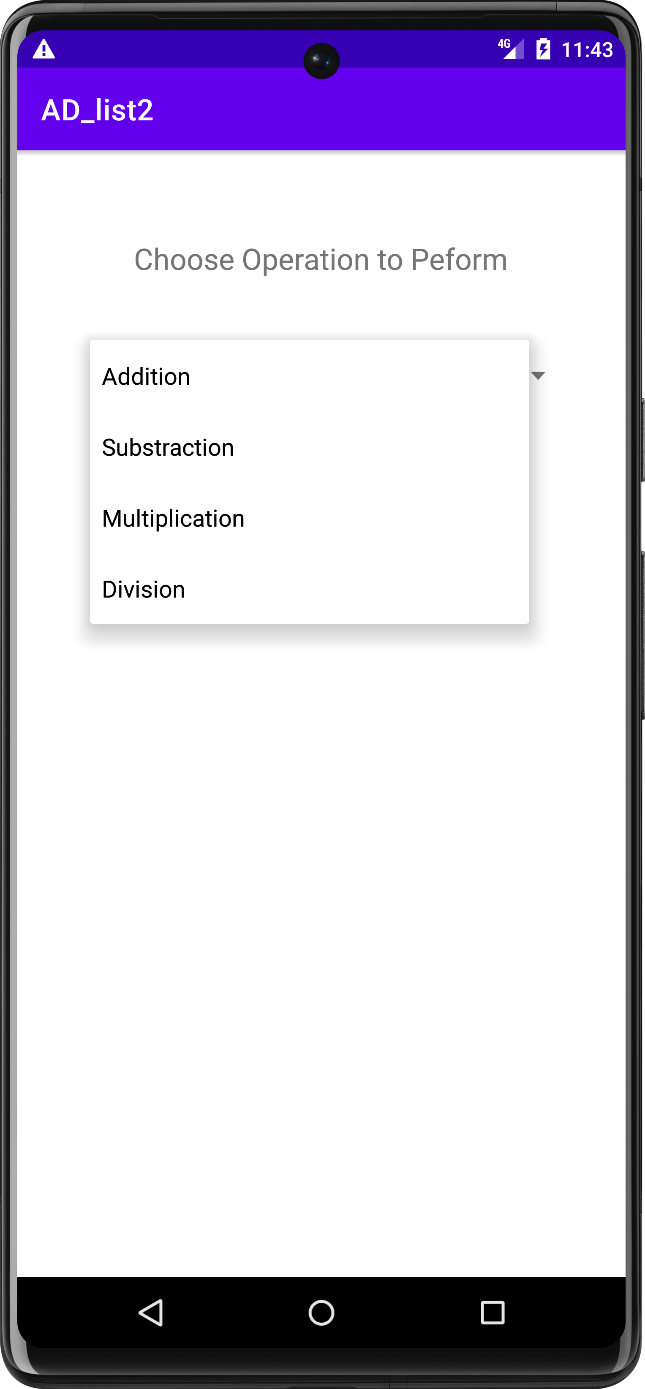 4G 11:43
AD_list2
Choose Operation to Peform
Addition
Substraction
Multiplication
Division